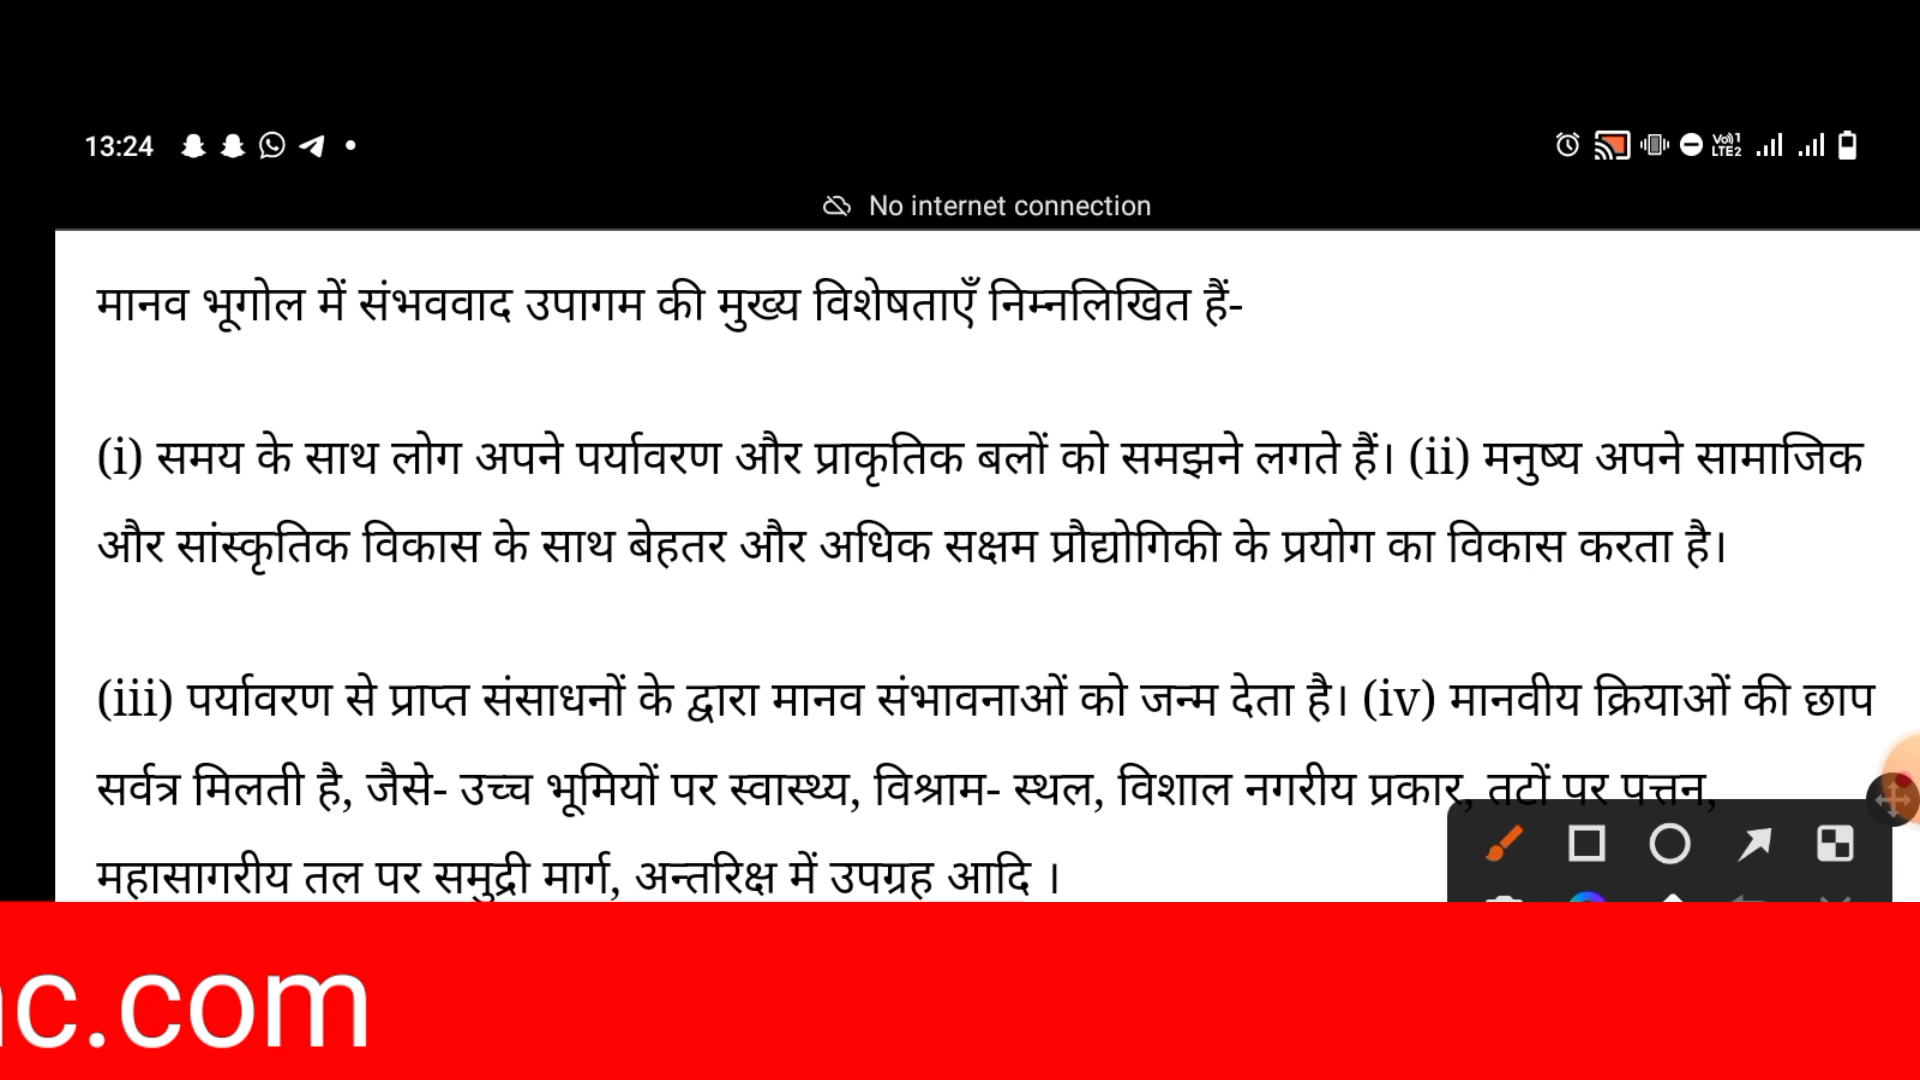 13:24
Vo)) 1
LTE2
No internet connection
मानव भूगोल में संभववाद उपागम की मुख्य विशेषताएँ निम्नलिखित हैं-
(i) समय के साथ लोग अपने पर्यावरण और प्राकृतिक बलों को समझने लगते हैं। (ii) मनुष्य अपने सामाजिक
और सांस्कृतिक विकास के साथ बेहतर और अधिक सक्षम प्रौद्योगिकी के प्रयोग का विकास करता है।
(iii) पर्यावरण से प्राप्त संसाधनों के द्वारा मानव संभावनाओं को जन्म देता है। (iv) मानवीय क्रियाओं की छाप
सर्वत्र मिलती है, जैसे- उच्च भूमियों पर स्वास्थ्य, विश्राम- स्थल, विशाल नगरीय प्रकार, तटों पर पत्तन,
महासागरीय तल पर समुद्री मार्ग, अन्तरिक्ष में उपग्रह आदि ।
c.com